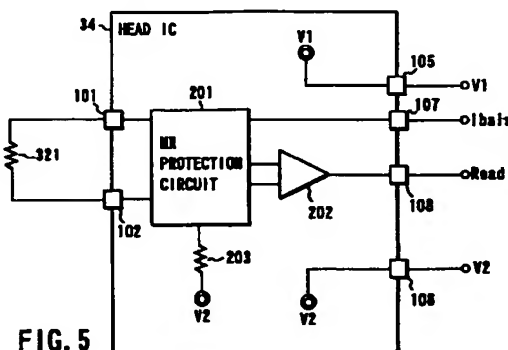 34
HEAD IC
V1
105
V1
101
201
107
Ibais
321
MR
PROTECTION
CIRCUIT
202
108
Read
102
203
V2
V2
106
V2
FIG. 5